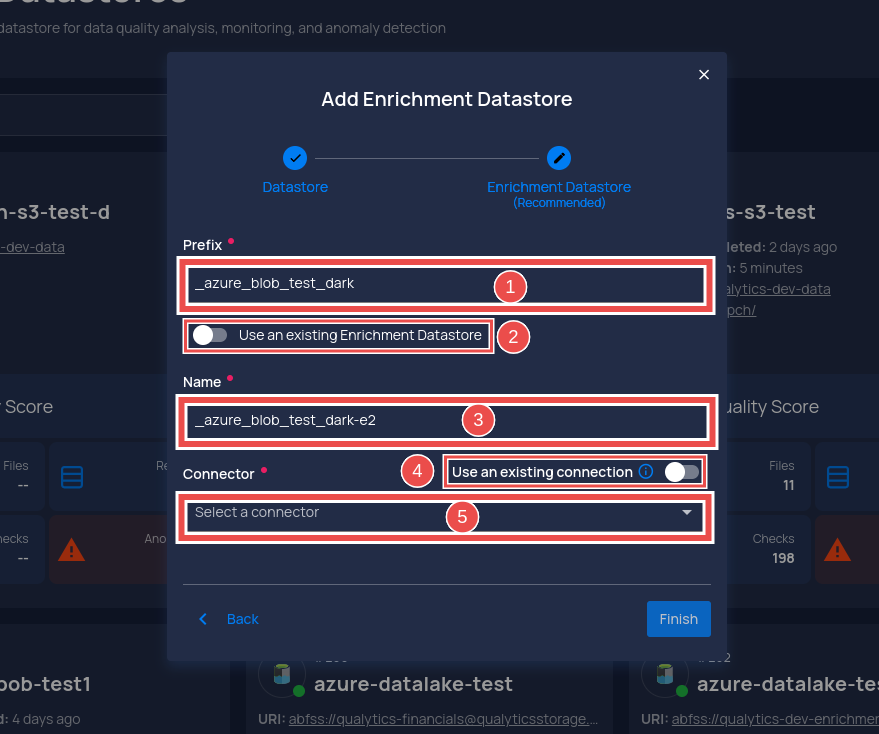 datastore for data quality analysis, monitoring, and anomaly detection
Add Enrichment Datastore
Datastore
Enrichment Datastore
(Recommended)
n-s3-test-d
s-s3-test
-dev-data
leted: 2 days ago
n: 5 minutes
alytics-dev-data
pch/
Prefix
_azure_blob_test_dark
1
Use an existing Enrichment Datastore
2
Name
_azure_blob_test_dark-e2
3
y Score
uality Score
Connector
4
Use an existing connection
Select a connector
5
Files
--
Re
Files
11
ecks
--
Ano
Checks
198
Back
Finish
ob-test1
azure-datalake-test
azure-datalake-te
d: 4 days ago
URI: abfss://qualytics-financials@qualyticsstorage....
URI: abfss://qualytics-dev-enrichmen